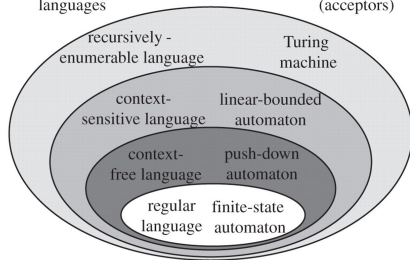 languages (acceptors)
recursively - Turing
enumerable language machine
context- linear-bounded
sensitive language automaton
context- push-down
free language automaton
regular finite-state
language automaton